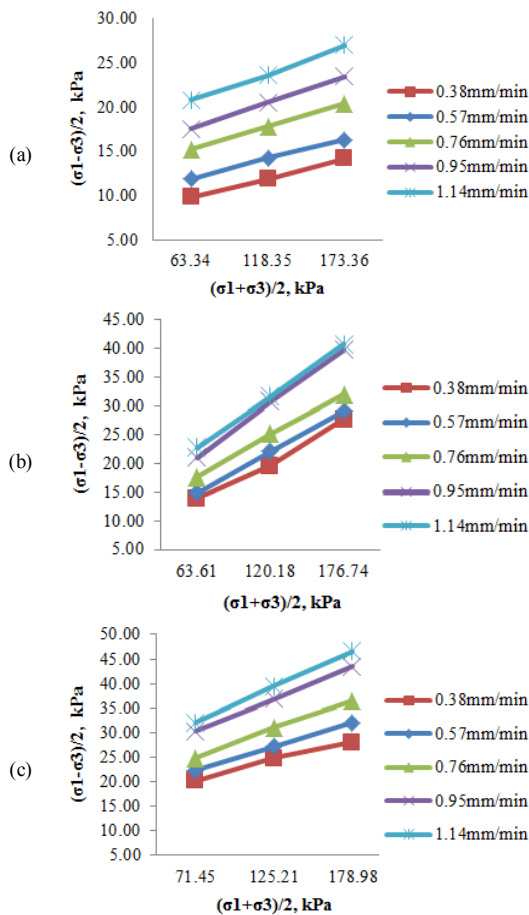 (a)
(σ1-σ3)/2, kPa
30.00
25.00
20.00
15.00
10.00
5.00
63.34 118.35 173.36
(σ1+σ3)/2, kPa
0.38mm/min
0.57mm/min
0.76mm/min
0.95mm/min
1.14mm/min
(b)
(σ1-σ3)/2, kPa
45.00
40.00
35.00
30.00
25.00
20.00
15.00
10.00
5.00
63.61 120.18 176.74
(σ1+σ3)/2, kPa
0.38mm/min
0.57mm/min
0.76mm/min
0.95mm/min
1.14mm/min
(c)
(σ1-σ3)/2, kPa
50.00
45.00
40.00
35.00
30.00
25.00
20.00
15.00
10.00
5.00
71.45 125.21 178.98
(σ1+σ3)/2, kPa
0.38mm/min
0.57mm/min
0.76mm/min
0.95mm/min
1.14mm/min